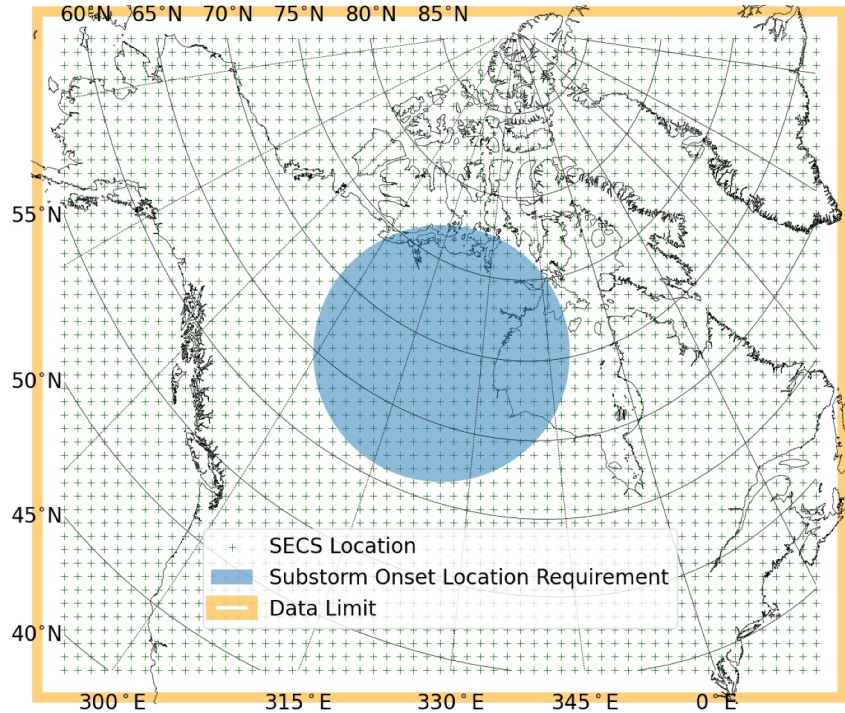 60°N 65°N 70°N 75°N 80°N 85°N
55°N
50°N
45°N
40°N
SECS Location
Substorm Onset Location Requirement
Data Limit
300°E 315°E 330°E 345°E 0°E